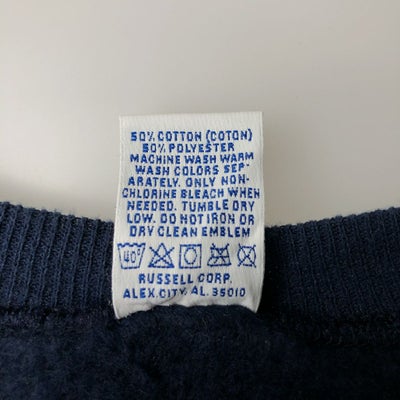 50% COTTON (COTON)
50% POLYESTER
MACHINE WASH WARM
WASH COLORS SEP-
ARATELY. ONLY NON-
CHLORINE BLEACH WHEN
NEEDED. TUMBLE DRY
LOW. DO NOT IRON OR
DRY CLEAN EMBLEM
40°
RUSSELL CORP.
ALEX. CITY, AL. 35010